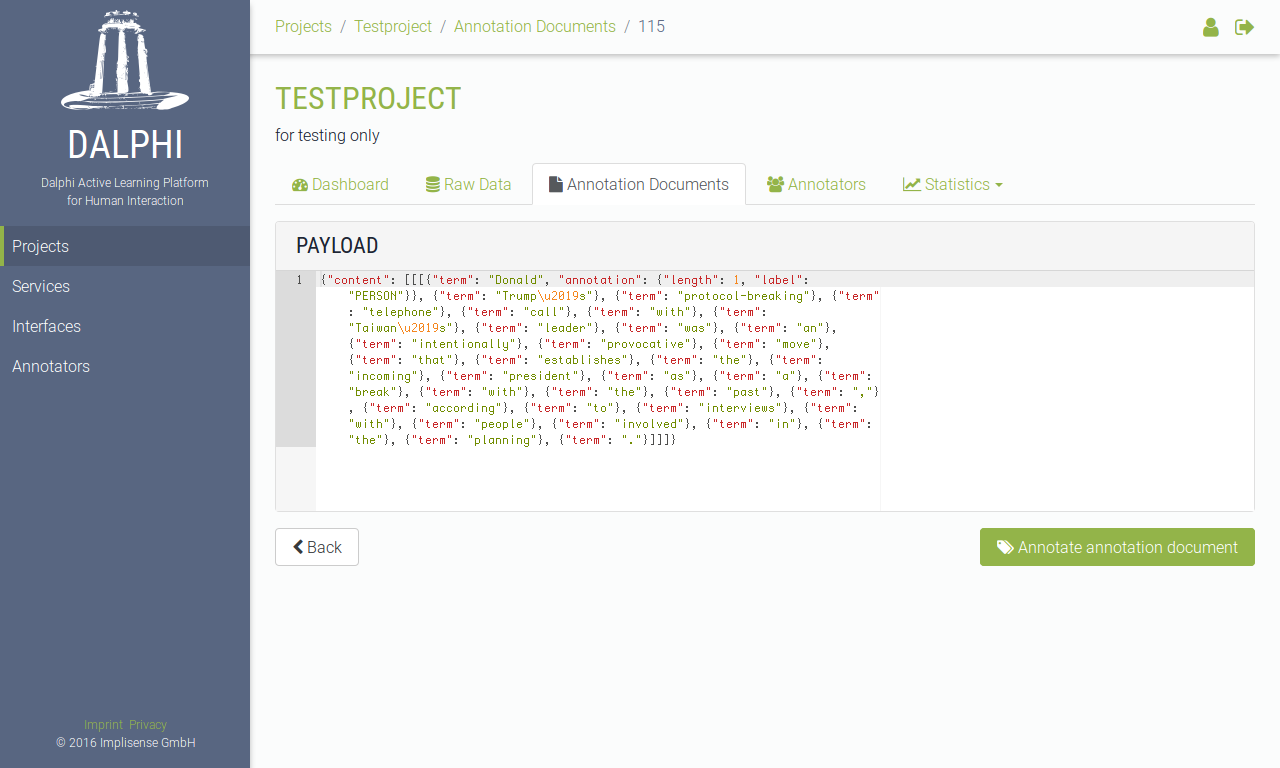 DALPHI
Dalphi Active Learning Platform
for Human Interaction
Projects
Services
Interfaces
Annotators
Imprint Privacy
© 2016 Implisense GmbH
Projects / Testproject / Annotation Documents / 115
TESTPROJECT
for testing only
Dashboard Raw Data Annotation Documents Annotators Statistics
PAYLOAD
1 {"content": [[[{"term": "Donald", "annotation": {"length": 1, "label":
"PERSON"}}, {"term": "Trump\u2019s"}, {"term": "protocol-breaking"}, {"term"
: "telephone"}, {"term": "call"}, {"term": "with"}, {"term":
"Taiwan\u2019s"}, {"term": "leader"}, {"term": "was"}, {"term": "an"},
{"term": "intentionally"}, {"term": "provocative"}, {"term": "move"},
{"term": "that"}, {"term": "establishes"}, {"term": "the"}, {"term":
"incoming"}, {"term": "president"}, {"term": "as"}, {"term": "a"}, {"term":
"break"}, {"term": "with"}, {"term": "the"}, {"term": "past"}, {"term": ","}
, {"term": "according"}, {"term": "to"}, {"term": "interviews"}, {"term":
"with"}, {"term": "people"}, {"term": "involved"}, {"term": "in"}, {"term":
"the"}, {"term": "planning"}, {"term": "."}]]]}
Back
Annotate annotation document